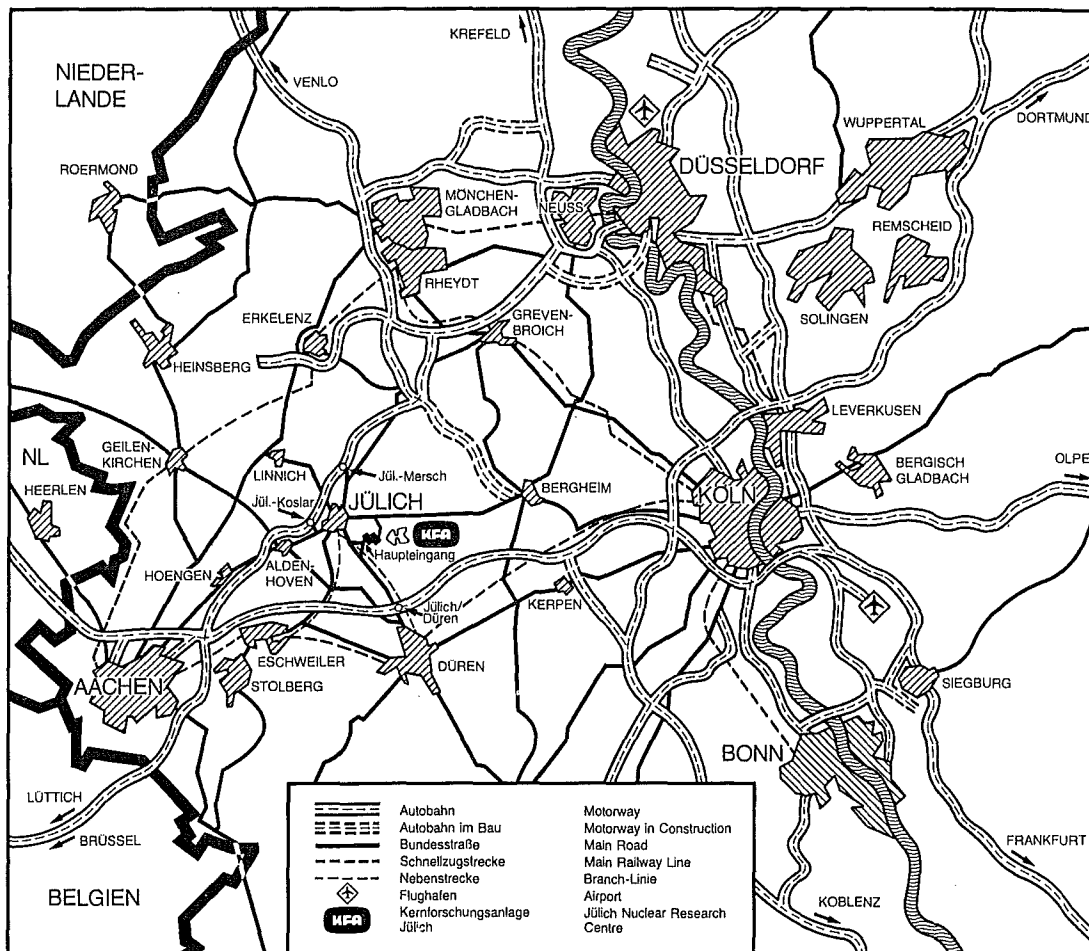 KREFELD
NIEDER-
LANDE
VENLO
DORTMUND
WUPPERTAL
DÜSSELDORF
ROERMOND
MÖNCHEN-
GLADBACH
NEUSS
REMSCHEID
RHEYDT
SOLINGEN
ERKELENZ
GREVEN-
BROICH
HEINSBERG
LEVERKUSEN
GEILEN-
KIRCHEN
NL
HEERLEN
LINNICH
Jül.-Mersch
BERGHEIM
BERGISCH
GLADBACH
OLPE
Jül.-Koslar
JÜLICH
KÖLN
KFA
Haupteingang
HOENGEN
ALDEN-
HOVEN
Jülich/
Düren
KERPEN
ESCHWEILER
DÜREN
AACHEN
STOLBERG
SIEGBURG
BONN
LÜTTICH
BRÜSSEL
BELGIEN
FRANKFURT
KOBLENZ
Autobahn Motorway
Autobahn im Bau Motorway in Construction
Bundesstraße Main Road
Schnellzugstrecke Main Railway Line
Nebenstrecke Branch-Linie
Flughafen Airport
KFA Kernforschungsanlage Jülich Nuclear Research
Jülich Centre